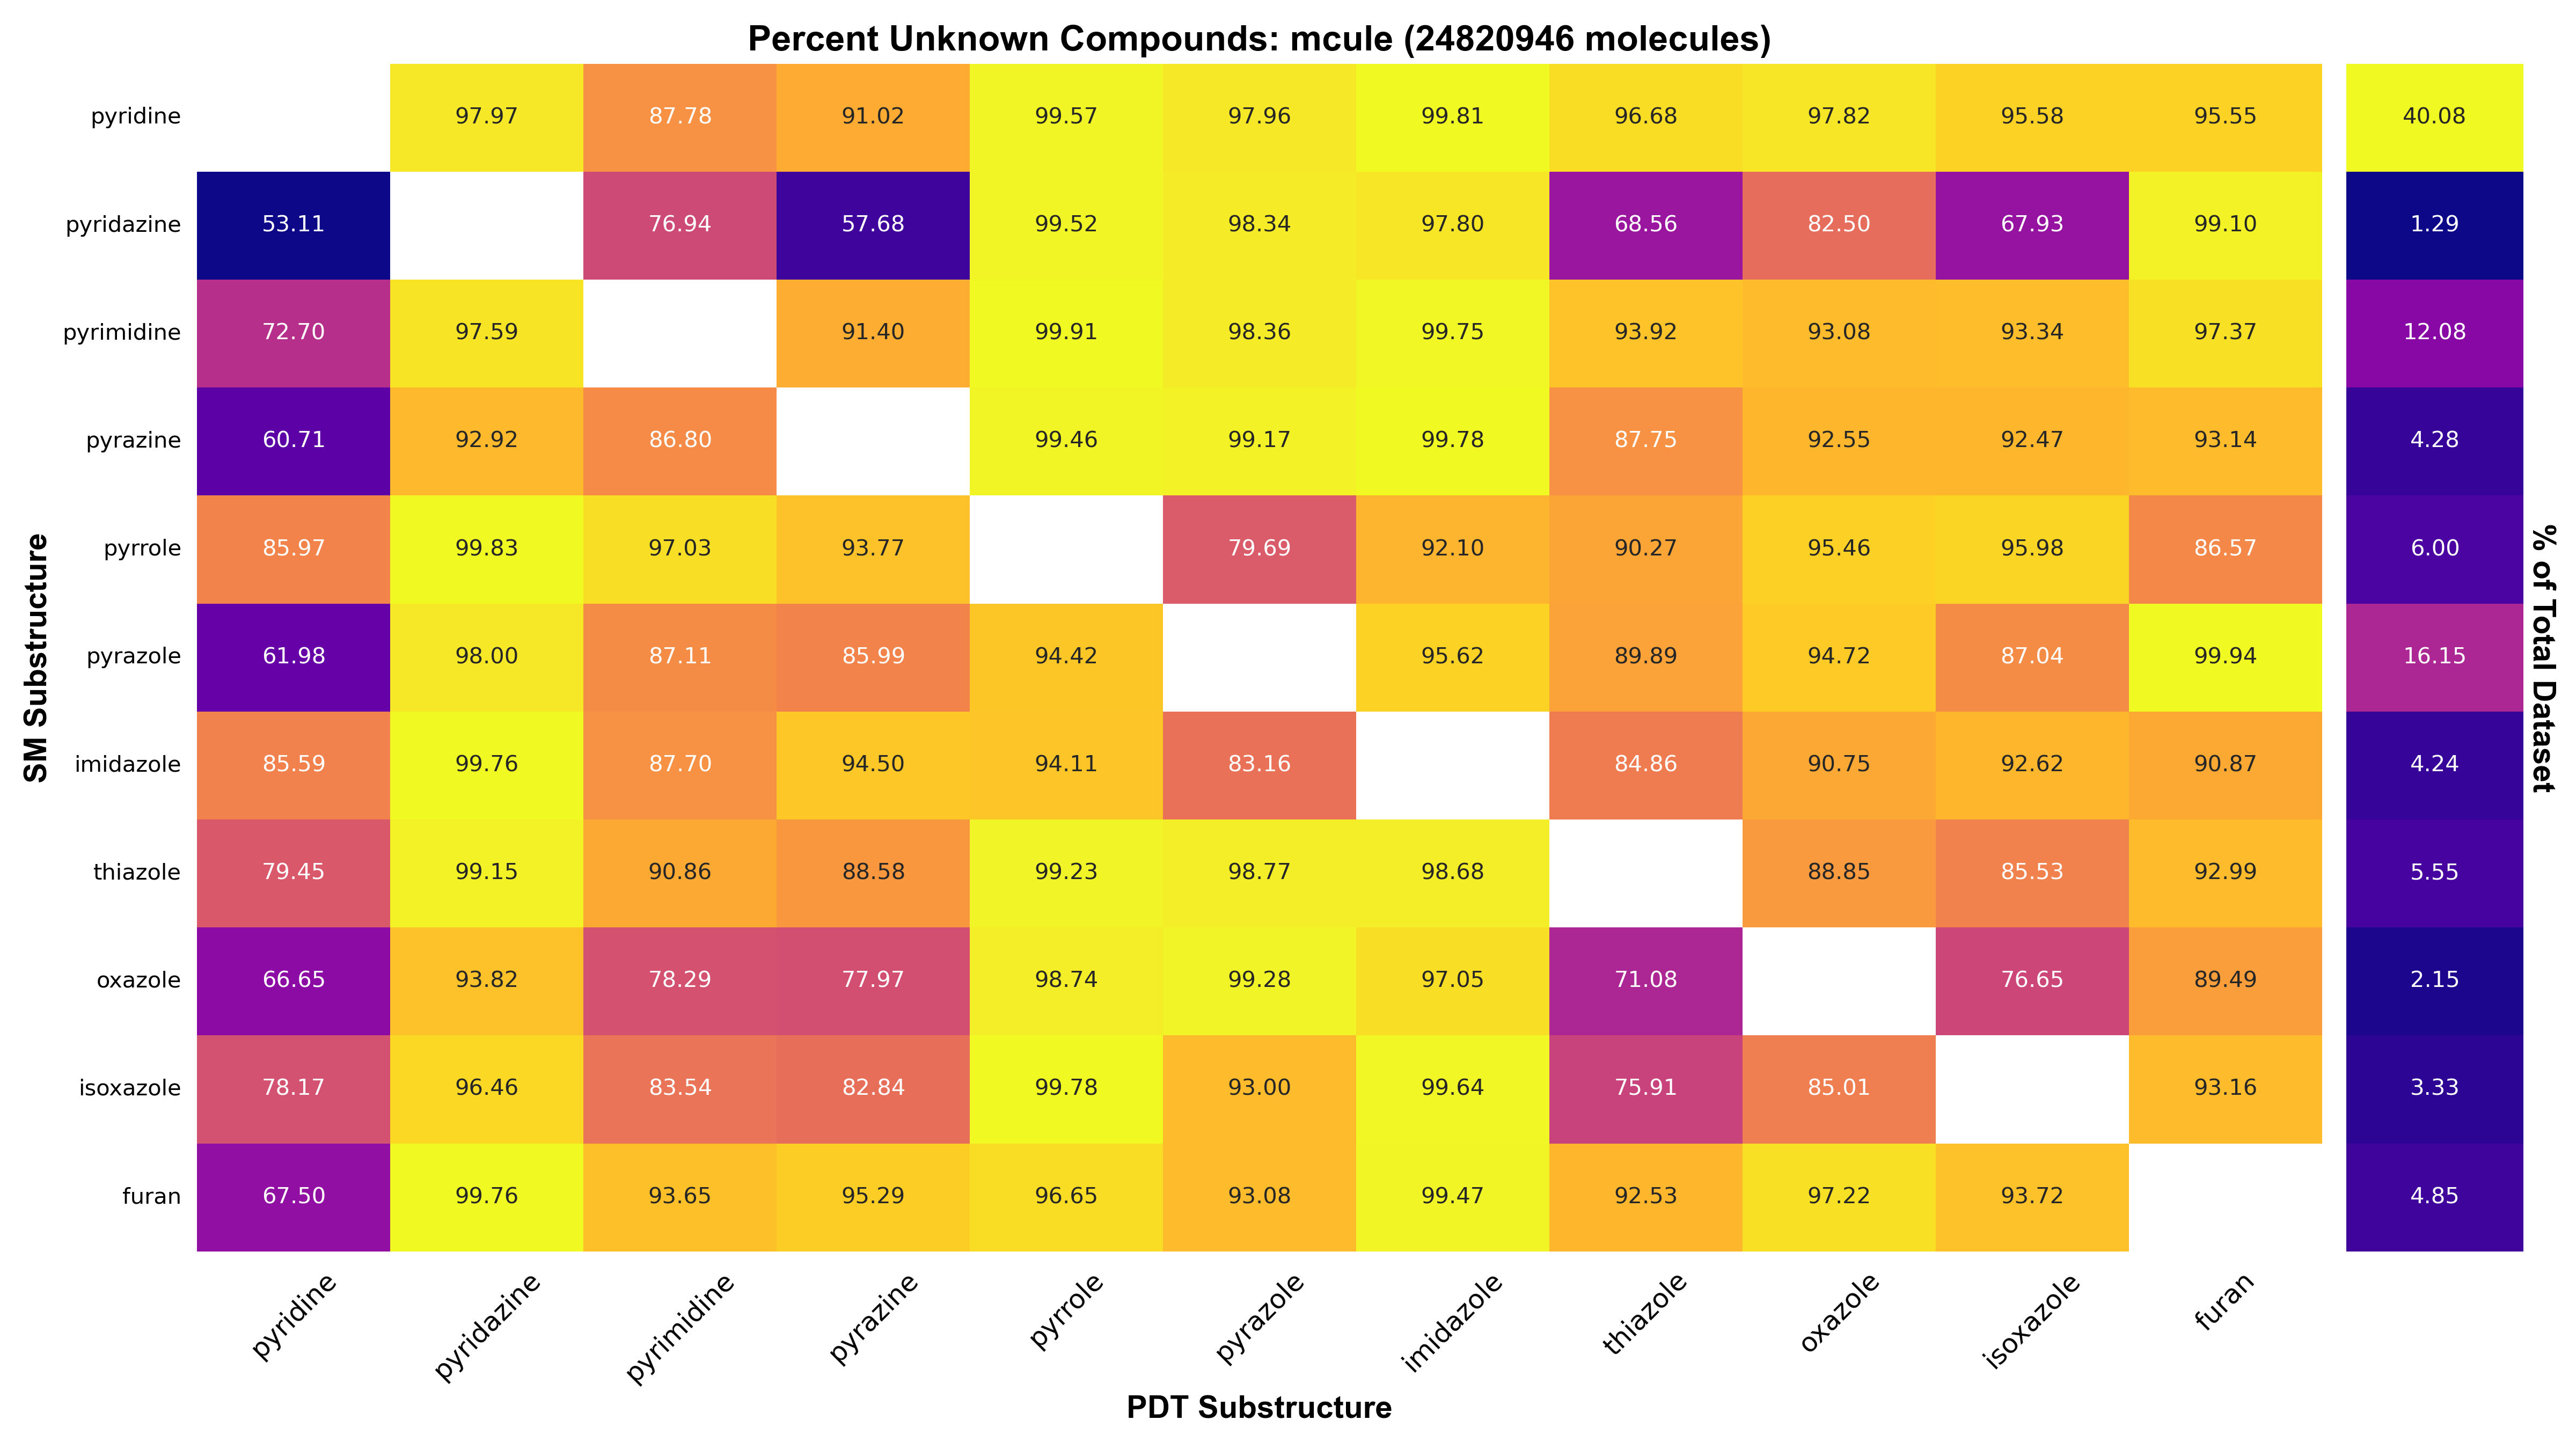 Percent Unknown Compounds: mcule (24820946 molecules)
pyridine 97.97 87.78 91.02 99.57 97.96 99.81 96.68 97.82 95.58 95.55 40.08
pyridazine 53.11 76.94 57.68 99.52 98.34 97.80 68.56 82.50 67.93 99.10 1.29
pyrimidine 72.70 97.59 91.40 99.91 98.36 99.75 93.92 93.08 93.34 97.37 12.08
pyrazine 60.71 92.92 86.80 99.46 99.17 99.78 87.75 92.55 92.47 93.14 4.28
pyrrole 85.97 99.83 97.03 93.77 79.69 92.10 90.27 95.46 95.98 86.57 6.00
pyrazole 61.98 98.00 87.11 85.99 94.42 95.62 89.89 94.72 87.04 99.94 16.15
imidazole 85.59 99.76 87.70 94.50 94.11 83.16 84.86 90.75 92.62 90.87 4.24
thiazole 79.45 99.15 90.86 88.58 99.23 98.77 98.68 88.85 85.53 92.99 5.55
oxazole 66.65 93.82 78.29 77.97 98.74 99.28 97.05 71.08 76.65 89.49 2.15
isoxazole 78.17 96.46 83.54 82.84 99.78 93.00 99.64 75.91 85.01 93.16 3.33
furan 67.50 99.76 93.65 95.29 96.65 93.08 99.47 92.53 97.22 93.72 4.85
pyridine pyridazine pyrimidine pyrazine pyrrole pyrazole imidazole thiazole oxazole isoxazole furan
PDT Substructure
SM Substructure
% of Total Dataset